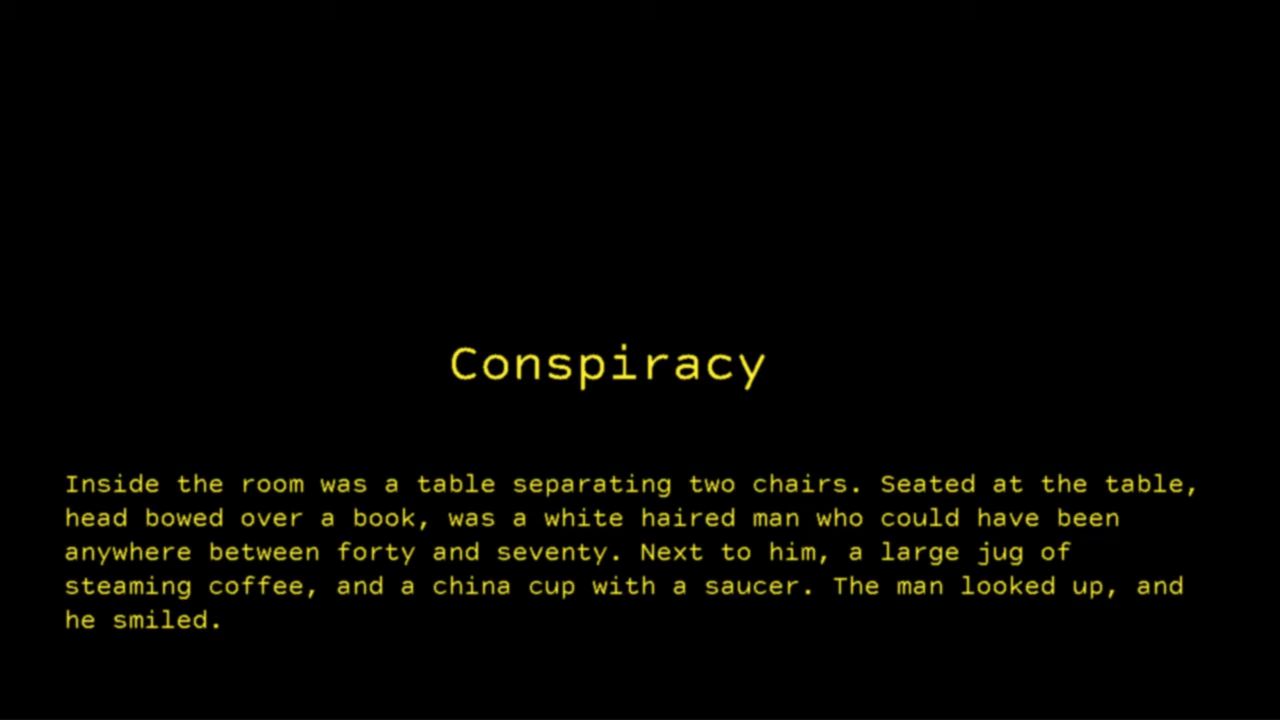 Conspiracy
Inside the room was a table separating two chairs. Seated at the table,
head bowed over a book, was a white haired man who could have been
anywhere between forty and seventy. Next to him, a large jug of
steaming coffee, and a china cup with a saucer. The man looked up, and
he smiled.